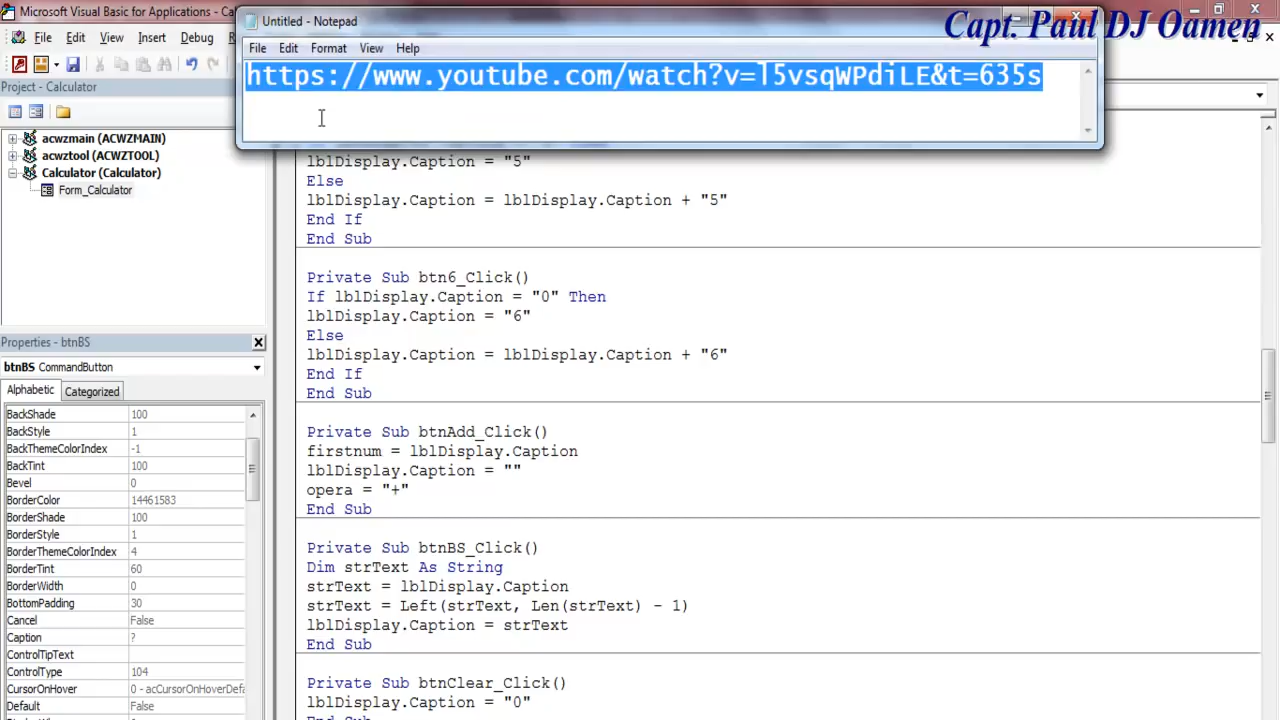 Microsoft Visual Basic for Applications - Cal
Untitled - Notepad
Capt. Paul DJ Oamen
File Edit View Insert Debug
File Edit Format View Help
https://www.youtube.com/watch?v=l5vsqWPdiLE&t=635s
Project - Calculator
acwzmain (ACWZMAIN)
acwztool (ACWZTOOL)
Calculator (Calculator)
Form_Calculator
lblDisplay.Caption = "5"
Else
lblDisplay.Caption = lblDisplay.Caption + "5"
End If
End Sub
Private Sub btn6_Click()
If lblDisplay.Caption = "0" Then
lblDisplay.Caption = "6"
Else
lblDisplay.Caption = lblDisplay.Caption + "6"
End If
End Sub
Private Sub btnAdd_Click()
firstnum = lblDisplay.Caption
lblDisplay.Caption = ""
opera = "+"
End Sub
Private Sub btnBS_Click()
Dim strText As String
strText = lblDisplay.Caption
strText = Left(strText, Len(strText) - 1)
lblDisplay.Caption = strText
End Sub
Private Sub btnClear_Click()
lblDisplay.Caption = "0"
Properties - btnBS
btnBS CommandButton
Alphabetic Categorized
BackShade 100
BackStyle 1
BackThemeColorIndex -1
BackTint 100
Bevel 0
BorderColor 14461583
BorderShade 100
BorderStyle 1
BorderThemeColorIndex 4
BorderTint 60
BorderWidth 0
BottomPadding 30
Cancel False
Caption ?
ControlTipText
ControlType 104
CursorOnHover 0 - acCursorOnHoverDefa
Default False